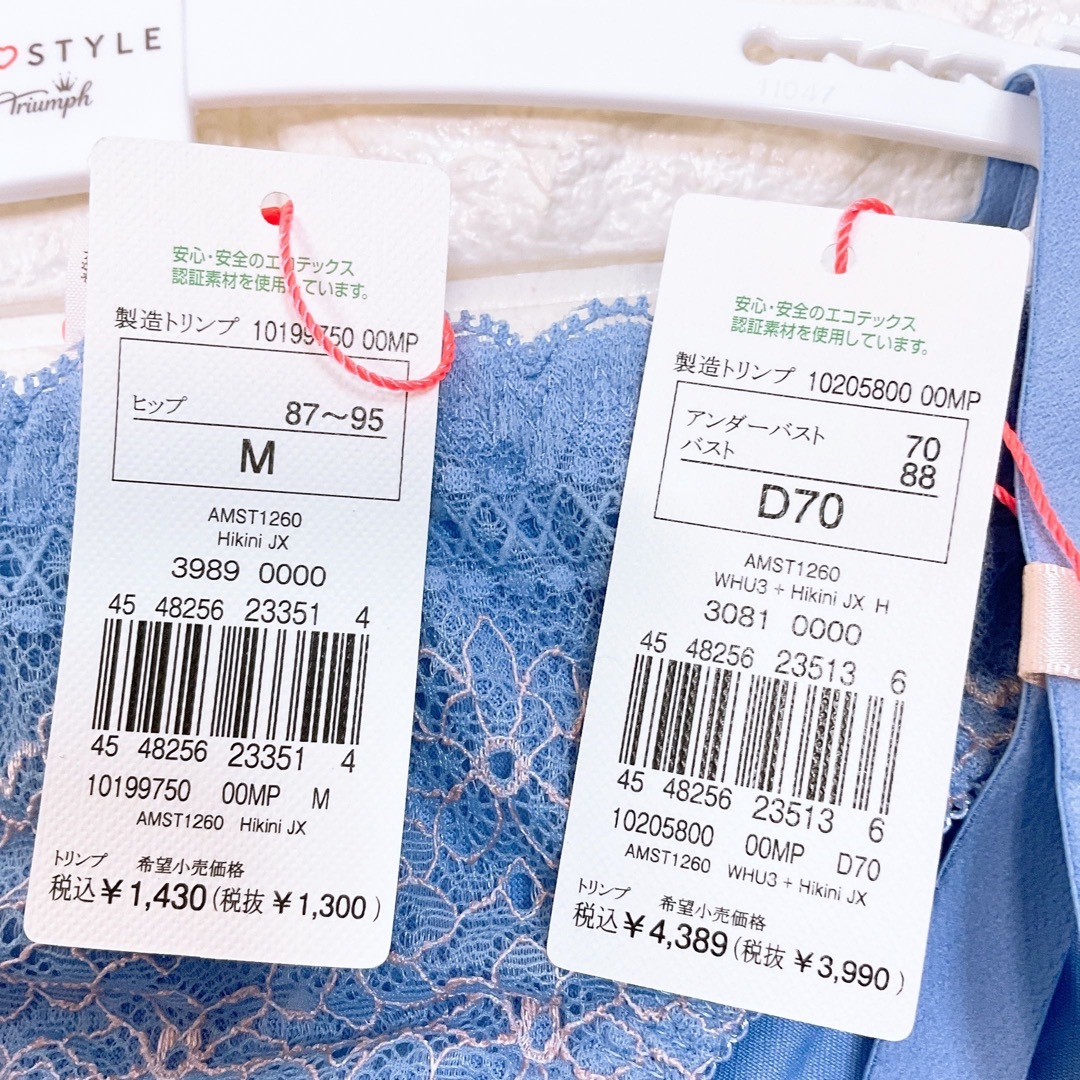 STYLE
Triumph
11D47
安心・安全のエコテックス
認証素材を使用しています。
製造トリンプ 10199750 00MP
ヒップ 87〜95
M
AMST1260
Hikini JX
3989 0000
45 48256 23351 4
45 48256 23351 4
10199750 00MP M
AMST1260 Hikini JX
トリンプ 希望小売価格
税込¥1,430(税抜¥1,300)
安心・安全のエコテックス
認証素材を使用しています。
製造トリンプ 10205800 00MP
アンダーバスト 70
バスト 88
D70
AMST1260
WHU3 + Hikini JX H
3081 0000
45 48256 23513 6
45 48256 23513 6
10205800 00MP D70
AMST1260 WHU3 + Hikini JX
トリンプ 希望小売価格
税込¥4,389(税抜¥3,990)